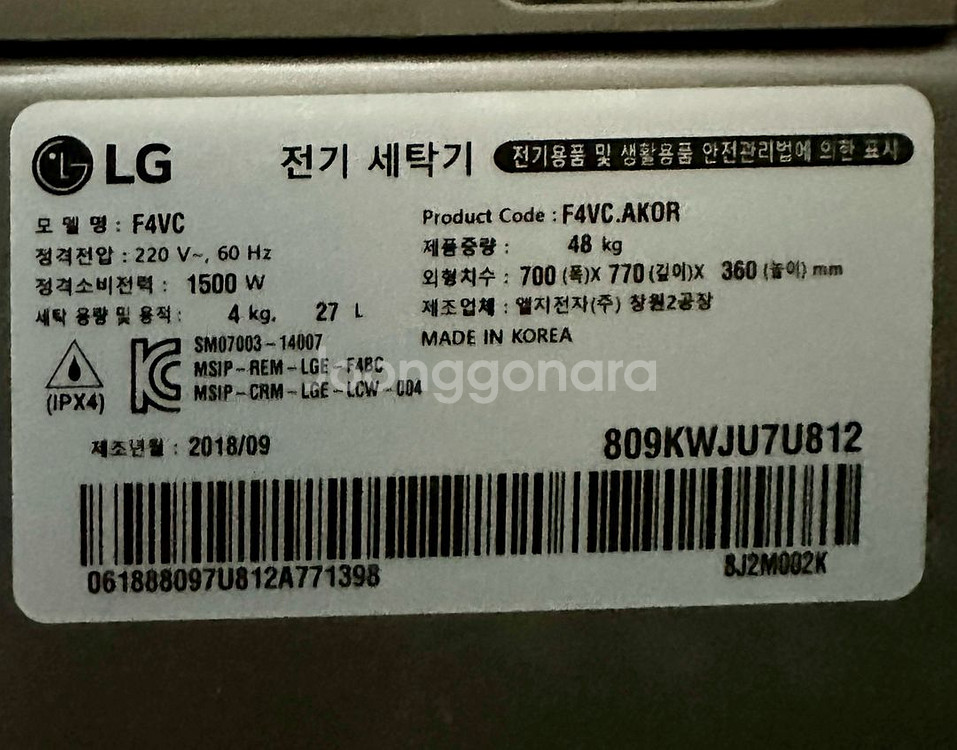 LG 전기 세탁기 전기용품 및 생활용품 안전관리법에 의한 표시
모 델 명 : F4VC
정격전압 : 220 V~, 60 Hz
정격소비전력 : 1500 W
세탁 용량 및 용적 : 4 kg, 27 L
Product Code : F4VC.AKOR
제품중량 : 48 kg
외형치수 : 700 (폭)X 770 (깊이)X 360 (높이) mm
제조업체 : 엘지전자(주) 창원2공장
MADE IN KOREA
(IPX4)
SM07003-14007
MSIP-REM-LGE-F4BC
MSIP-CRM-LGE-LCW-004
joonggonara
제조년월 : 2018/09
809KWJU7U812
061888097U812A771398
8J2M002K